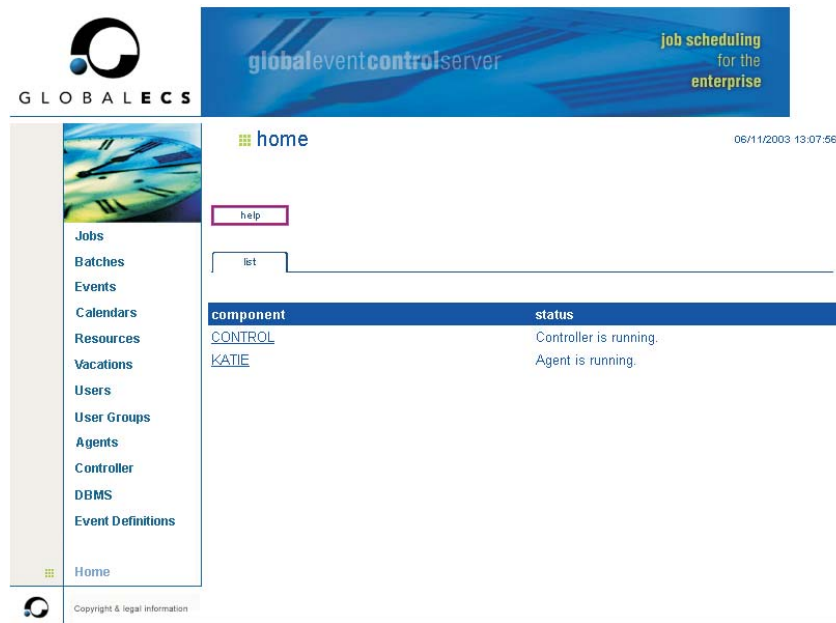 GLOBALECS
globaleventcontrolserver
job scheduling
for the
enterprise
home
06/11/2003 13:07:56
help
list
Jobs
Batches
Events
Calendars
Resources
Vacations
Users
User Groups
Agents
Controller
DBMS
Event Definitions
Home
component status
CONTROL Controller is running.
KATIE Agent is running.
Copyright & legal information